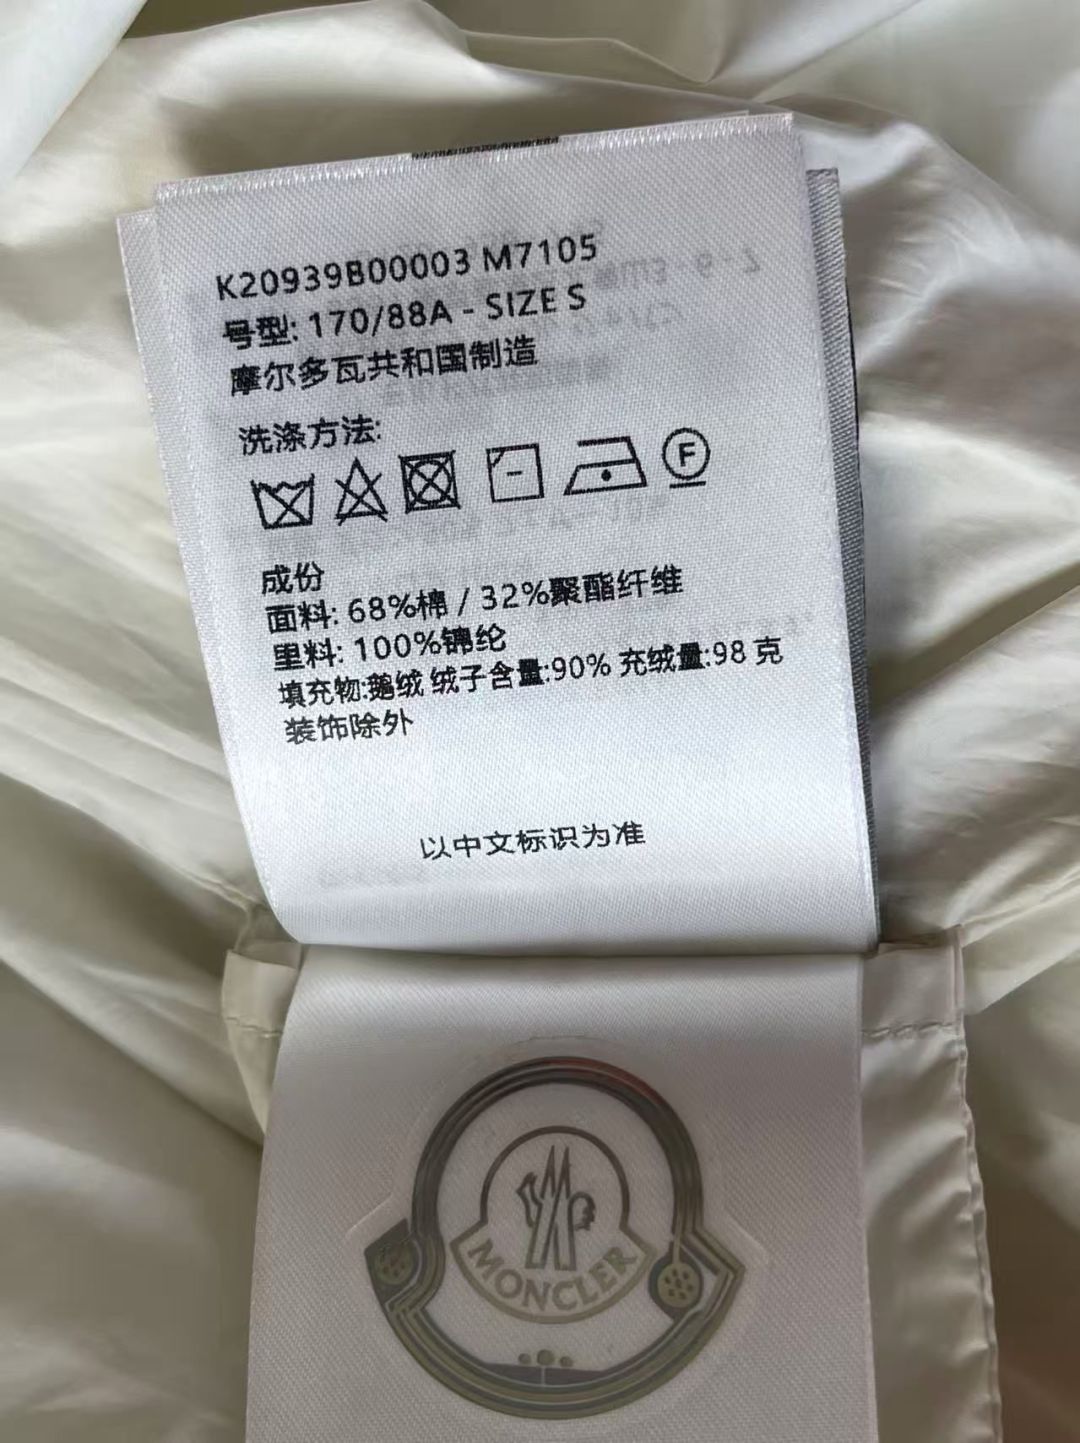 K20939B00003 M7105
号型: 170/88A - SIZE S
摩尔多瓦共和国制造
洗涤方法:
F
成份
面料: 68%棉 / 32%聚酯纤维
里料: 100%锦纶
填充物:鹅绒 绒子含量:90% 充绒量:98 克
装饰除外
以中文标识为准
MONCLER